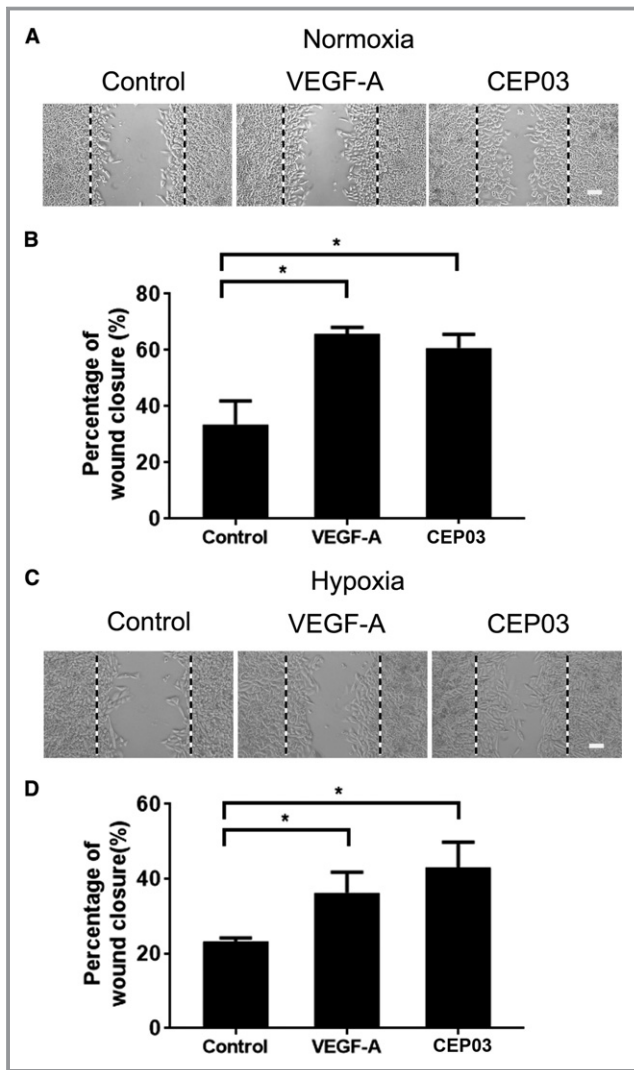 A
Normoxia
Control VEGF-A CEP03
B
* 
*
Percentage of
wound closure (%)
80
60
40
20
0
Control VEGF-A CEP03
C
Hypoxia
Control VEGF-A CEP03
D
*
*
Percentage of
wound closure(%)
60
40
20
0
Control VEGF-A CEP03